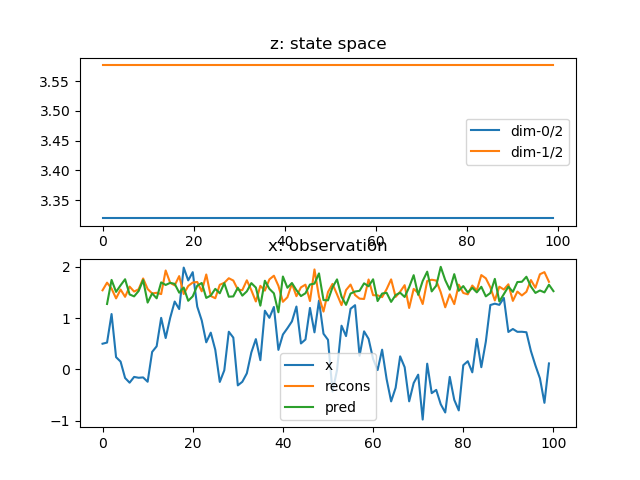 z: state space
3.55
3.50
3.45
3.40
3.35
dim-0/2
dim-1/2
0 20 40 60 80 100
x: observation
2
1
0
−1
x
recons
pred
0 20 40 60 80 100